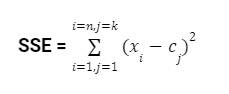 i=n,j=k
SSE = Σ (x_i − c_j)²
i=1,j=1